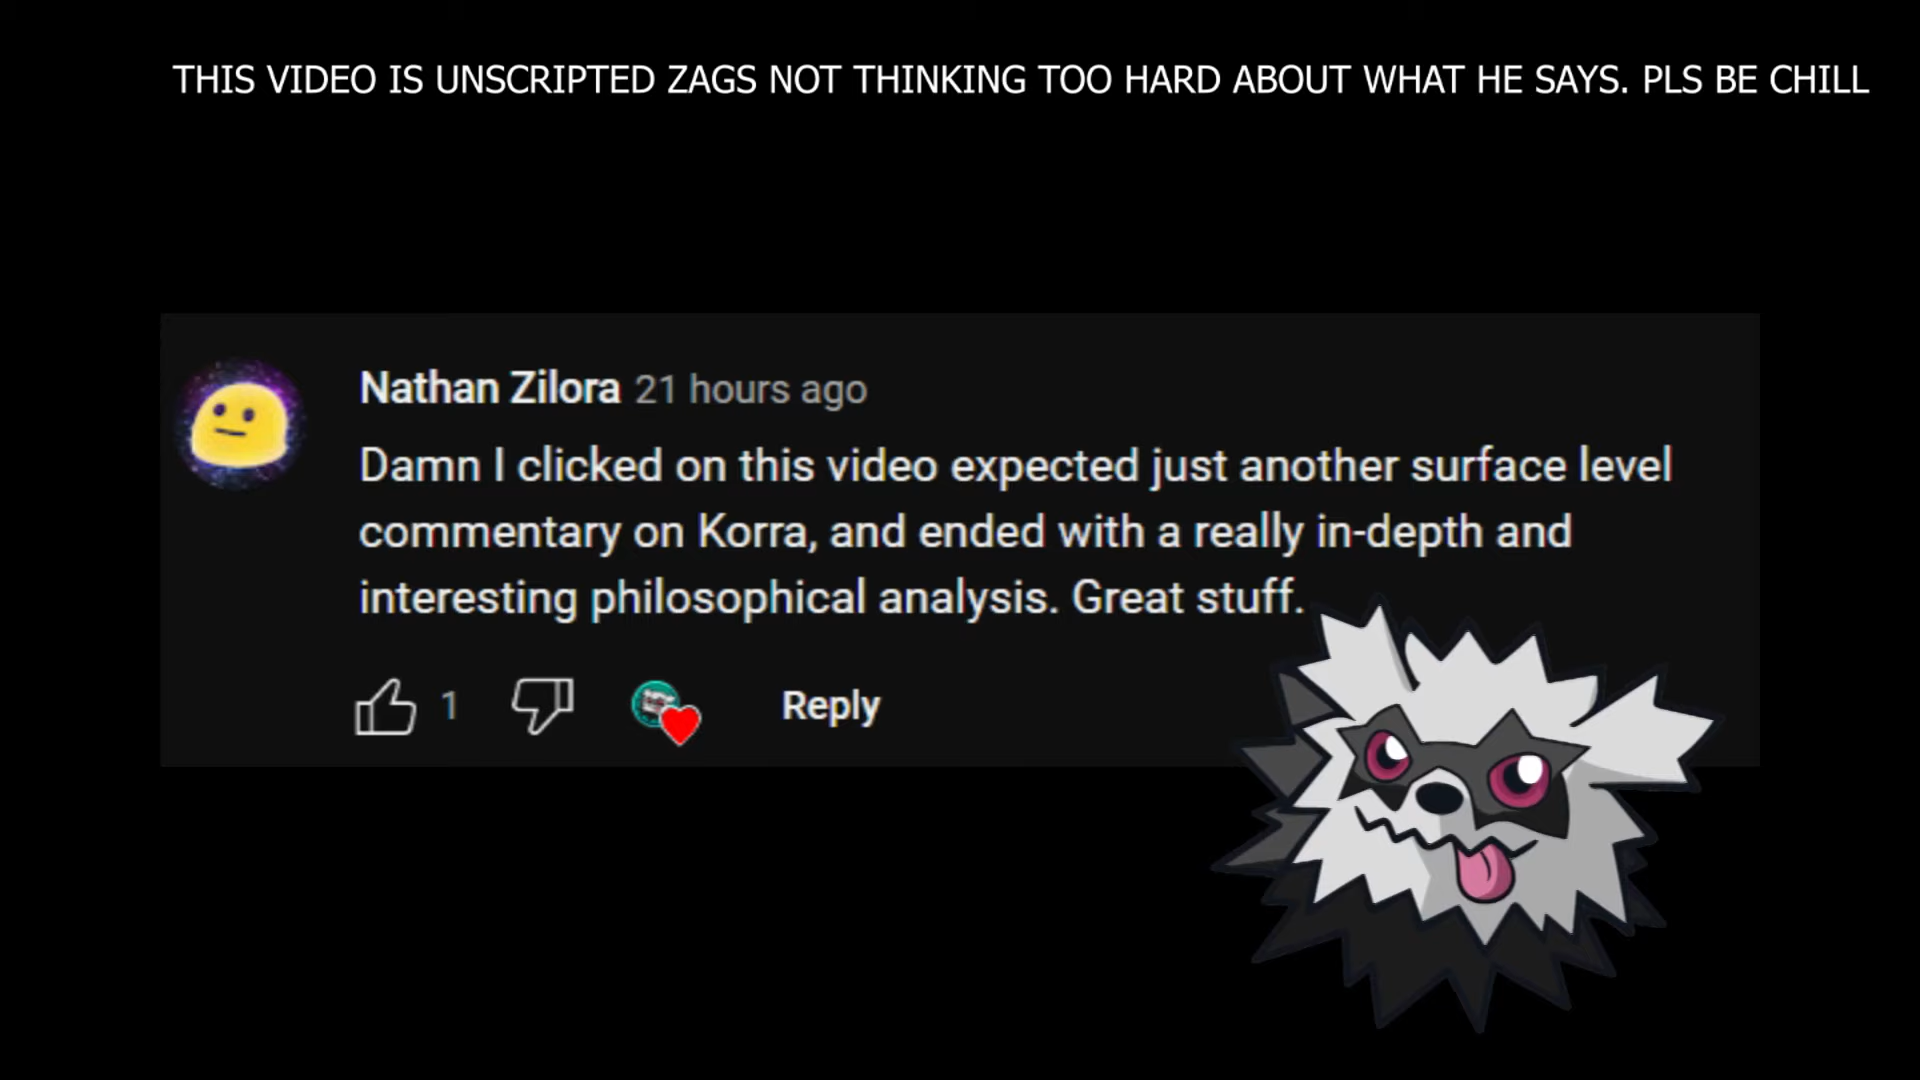 THIS VIDEO IS UNSCRIPTED ZAGS NOT THINKING TOO HARD ABOUT WHAT HE SAYS. PLS BE CHILL
Nathan Zilora 21 hours ago
Damn I clicked on this video expected just another surface level
commentary on Korra, and ended with a really in-depth and
interesting philosophical analysis. Great stuff.
1 Reply